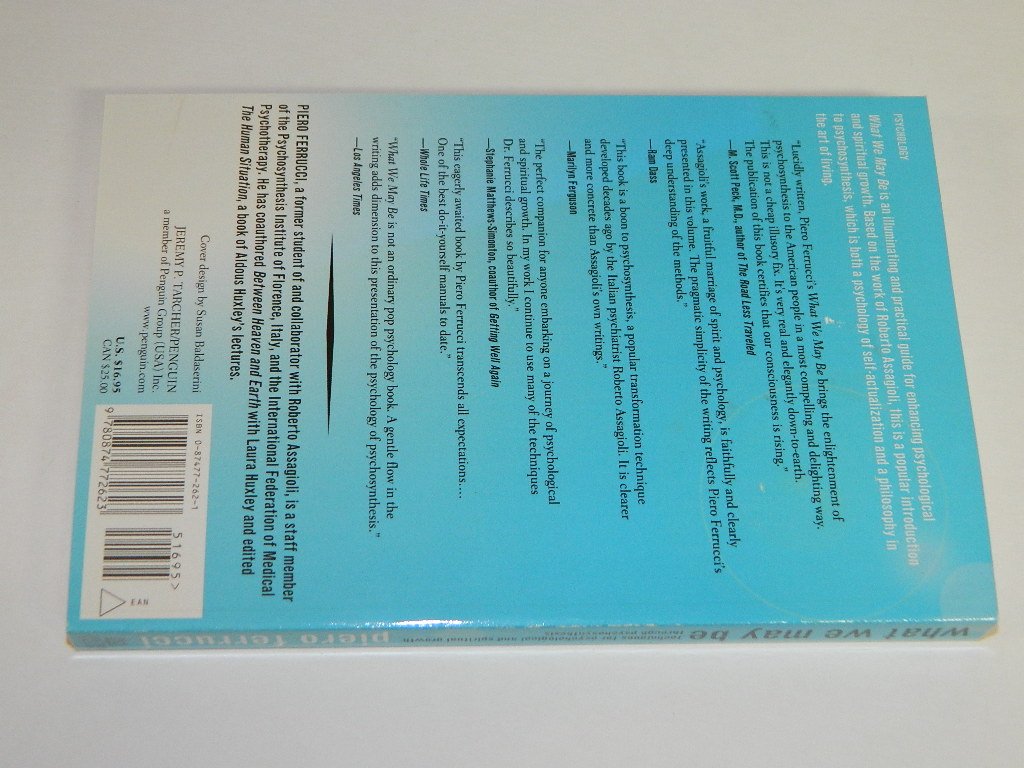 PSYCHOLOGY
What We May Be is an illuminating and practical guide for enhancing psychological
and spiritual growth. Based on the work of Roberto Assagioli, this is a popular introduction
to psychosynthesis, which is both a psychology of self-actualization and a philosophy in
the art of living.
"Lucidly written, Piero Ferrucci's What We May Be brings the enlightenment of
psychosynthesis to the American people in a most compelling and delighting way.
This is not a cheap illusory fix. It's very real and elegantly down-to-earth.
The publication of this book certifies that our consciousness is rising."
—M. Scott Peck, M.D., author of The Road Less Traveled
"Assagioli's work, a fruitful marriage of spirit and psychology, is faithfully and clearly
presented in this volume. The pragmatic simplicity of the writing reflects Piero Ferrucci's
deep understanding of the methods."
—Ram Dass
"This book is a boon to psychosynthesis, a popular transformation technique
developed decades ago by the Italian psychiatrist Roberto Assagioli. It is clearer
and more concrete than Assagioli's own writings."
—Marilyn Ferguson
"The perfect companion for anyone embarking on a journey of psychological
and spiritual growth. In my work I continue to use many of the techniques
Dr. Ferrucci describes so beautifully."
—Stephanie Matthews-Simonton, coauthor of Getting Well Again
"This eagerly awaited book by Piero Ferrucci transcends all expectations....
One of the best do-it-yourself manuals to date."
—Whole Life Times
"What We May Be is not an ordinary pop psychology book. A gentle flow in the
writing adds dimension to this presentation of the psychology of psychosynthesis."
—Los Angeles Times
PIERO FERRUCCI, a former student of and collaborator with Roberto Assagioli, is a staff member
of the Psychosynthesis Institute of Florence, Italy, and the International Federation of Medical
Psychotherapy. He has coauthored Between Heaven and Earth with Laura Huxley and edited
The Human Situation, a book of Aldous Huxley's lectures.
Cover design by Susan Baldaserini
JEREMY P. TARCHER/PENGUIN
a member of Penguin Group (USA) Inc.
www.penguin.com
U.S. $16.95
CAN $25.00
ISBN 0-87477-262-1
9 780874 772623
51695>
EAN
what we may be
techniques for psychological and spiritual growth
through psychosynthesis
piero ferrucci